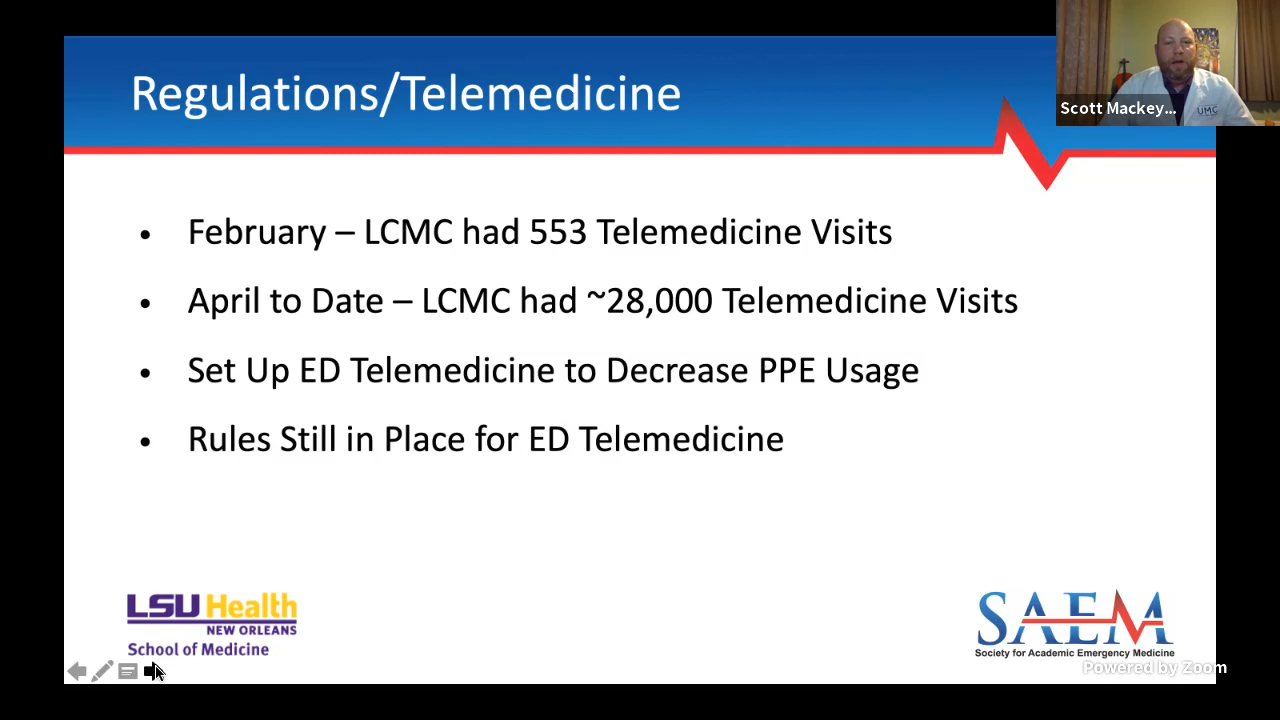 Regulations/Telemedicine
Scott Mackey...
UMC
• February – LCMC had 553 Telemedicine Visits
• April to Date – LCMC had ~28,000 Telemedicine Visits
• Set Up ED Telemedicine to Decrease PPE Usage
• Rules Still in Place for ED Telemedicine
LSU Health
NEW ORLEANS
School of Medicine
SAEM
Society for Academic Emergency Medicine
Powered by Zoom